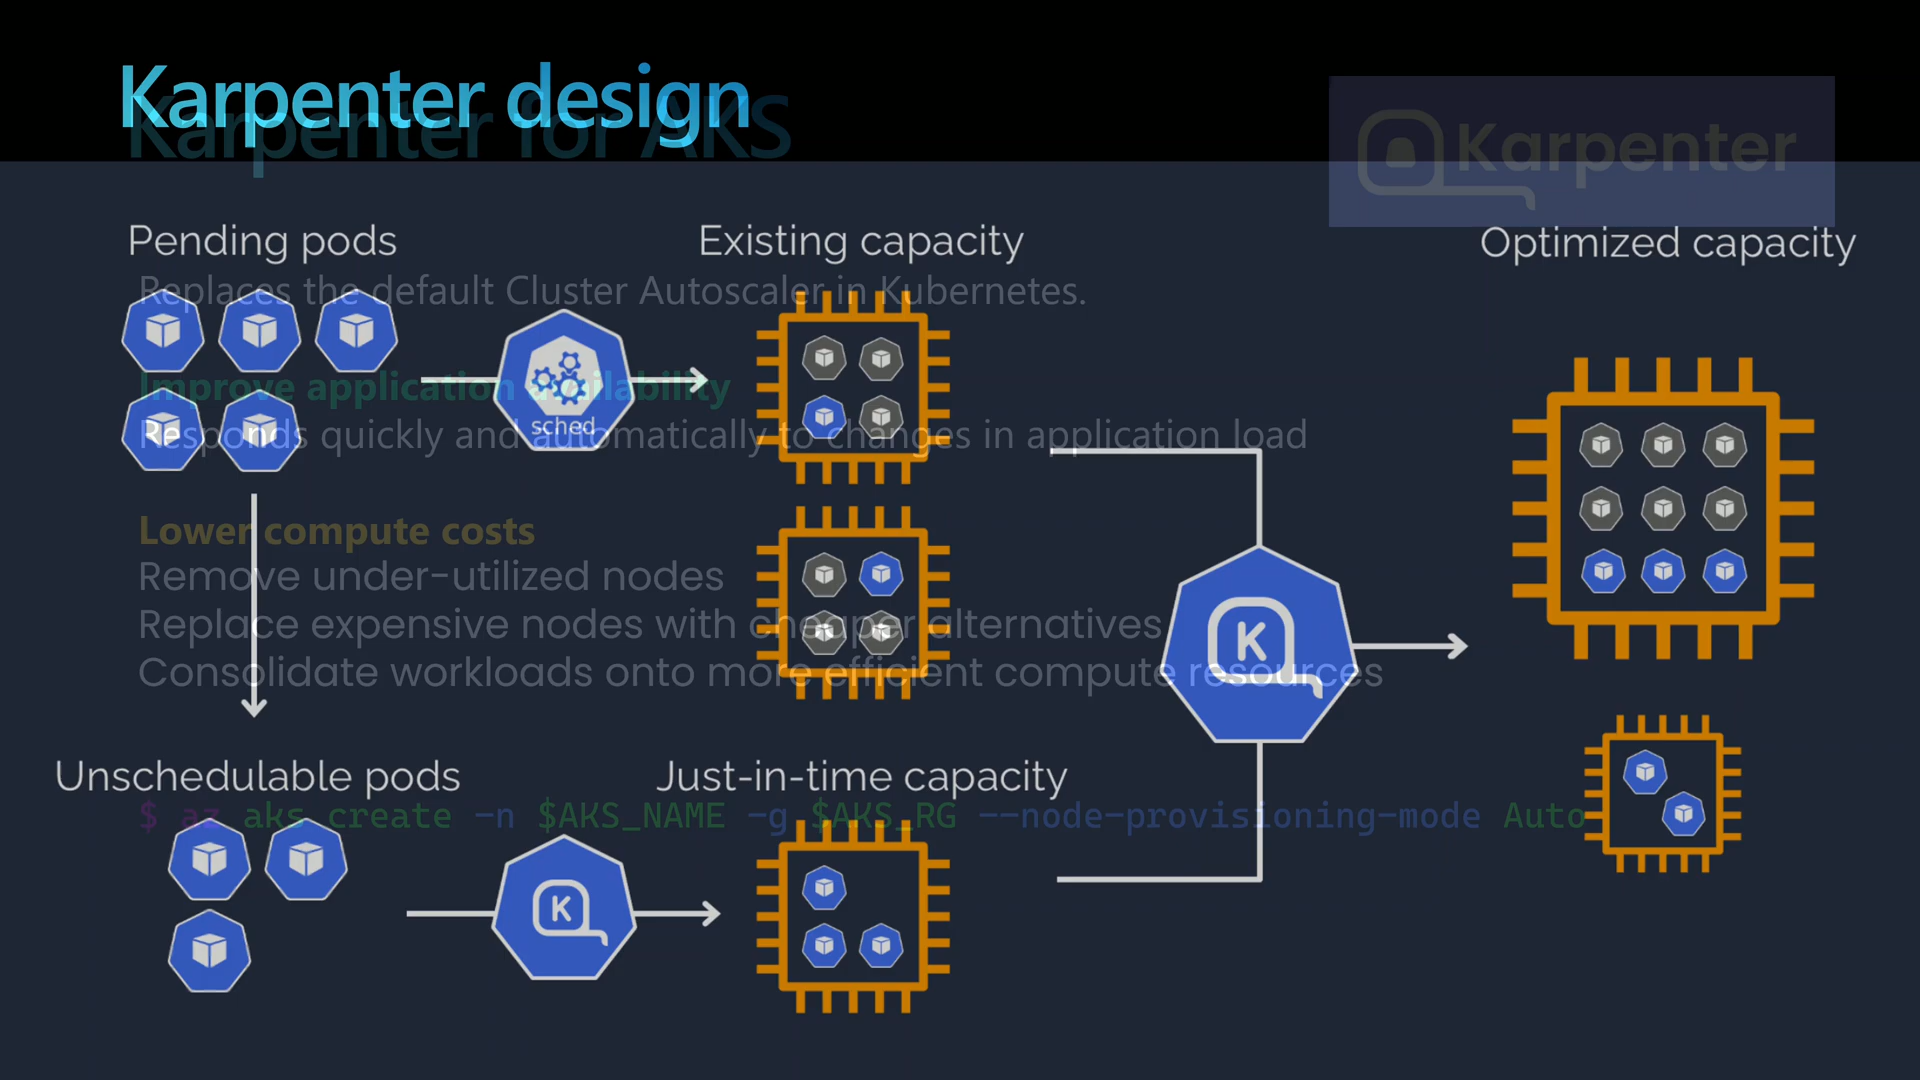 Karpenter design
Karpenter for AKS
Karpenter
Pending pods
Existing capacity
Optimized capacity
Replaces the default Cluster Autoscaler in Kubernetes.
Improve application availability
sched
Responds quickly and automatically to changes in application load
Lower compute costs
Remove under-utilized nodes
Replace expensive nodes with cheaper alternatives
K
Consolidate workloads onto more efficient compute resources
Unschedulable pods
Just-in-time capacity
$ az aks create -n $AKS_NAME -g $AKS_RG --node-provisioning-mode Auto
K